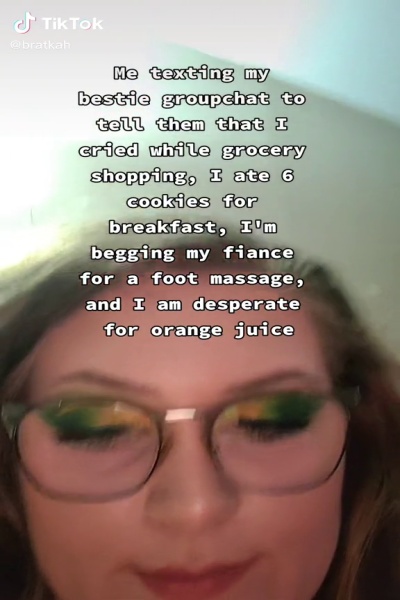 TikTok
@bratkah
Me texting my
bestie groupchat to
tell them that I
cried while grocery
shopping, I ate 6
cookies for
breakfast, I'm
begging my fiance
for a foot massage,
and I am desperate
for orange juice